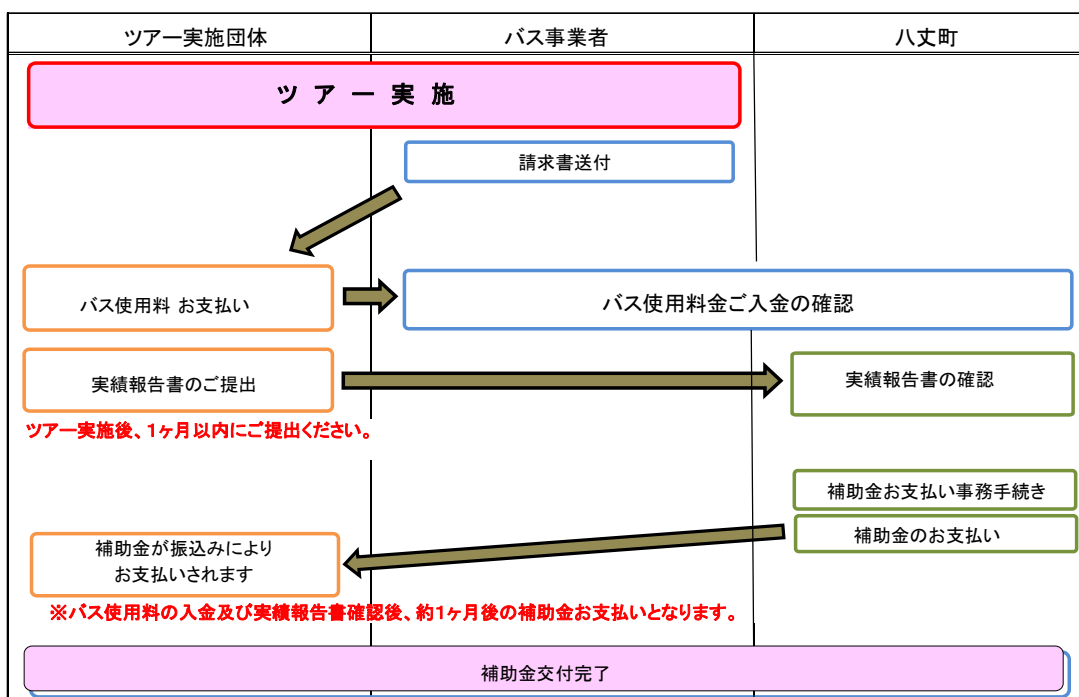 ツアー実施団体
バス事業者
八丈町
ツ ア ー 実 施
請求書送付
バス使用料 お支払い
バス使用料金ご入金の確認
実績報告書のご提出
実績報告書の確認
ツアー実施後、1ヶ月以内にご提出ください。
補助金お支払い事務手続き
補助金のお支払い
補助金が振込みにより
お支払いされます
※バス使用料の入金及び実績報告書確認後、約1ヶ月後の補助金お支払いとなります。
補助金交付完了